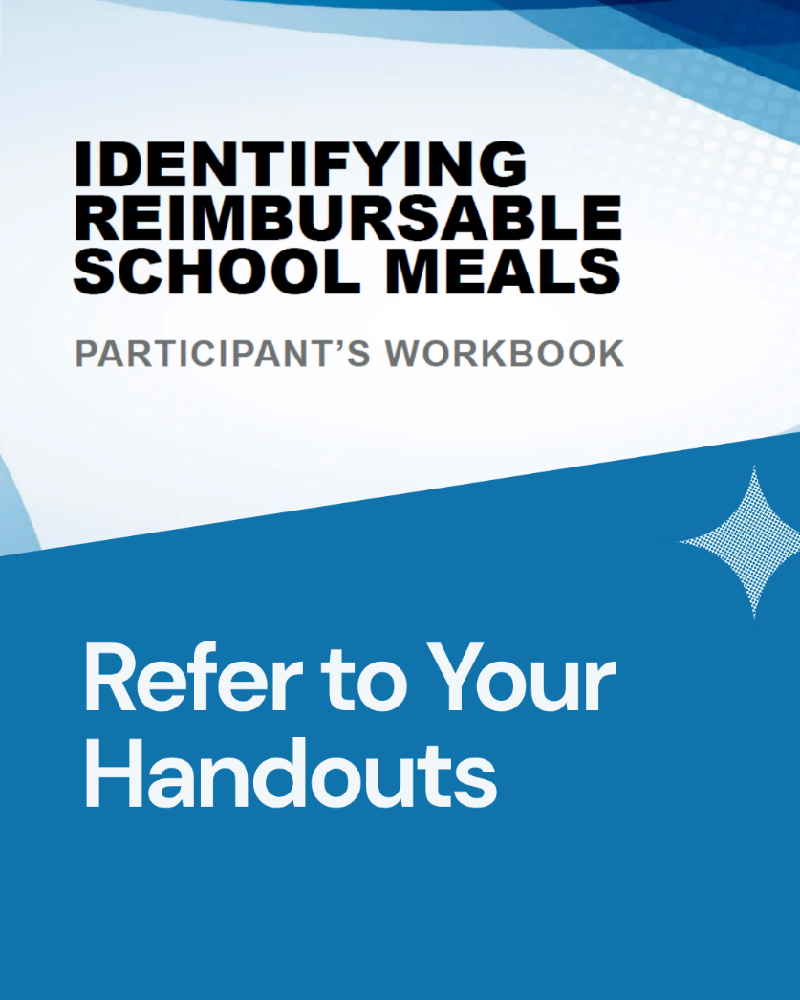 IDENTIFYING
REIMBURSABLE
SCHOOL MEALS
PARTICIPANT’S WORKBOOK
Refer to Your
Handouts